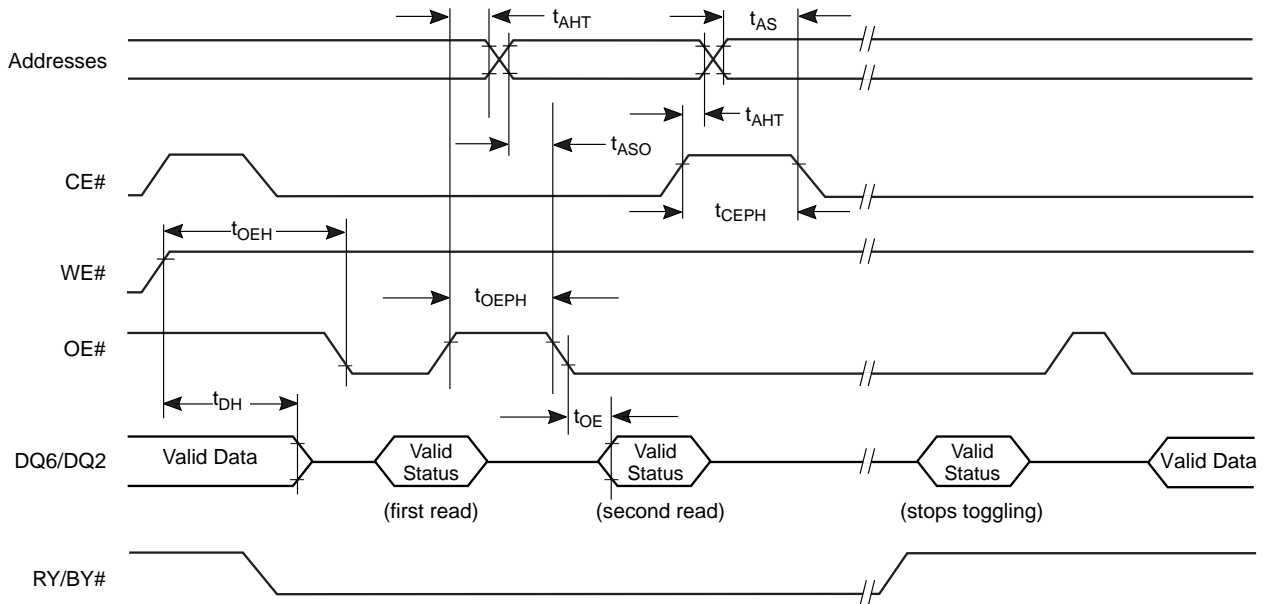 tAHT
tAS
Addresses
tAHT
tASO
CE#
tCEPH
tOEH
WE#
tOEPH
OE#
tDH
tOE
DQ6/DQ2
Valid Data
Valid
Status
Valid
Status
Valid
Status
Valid Data
(first read)
(second read)
(stops toggling)
RY/BY#